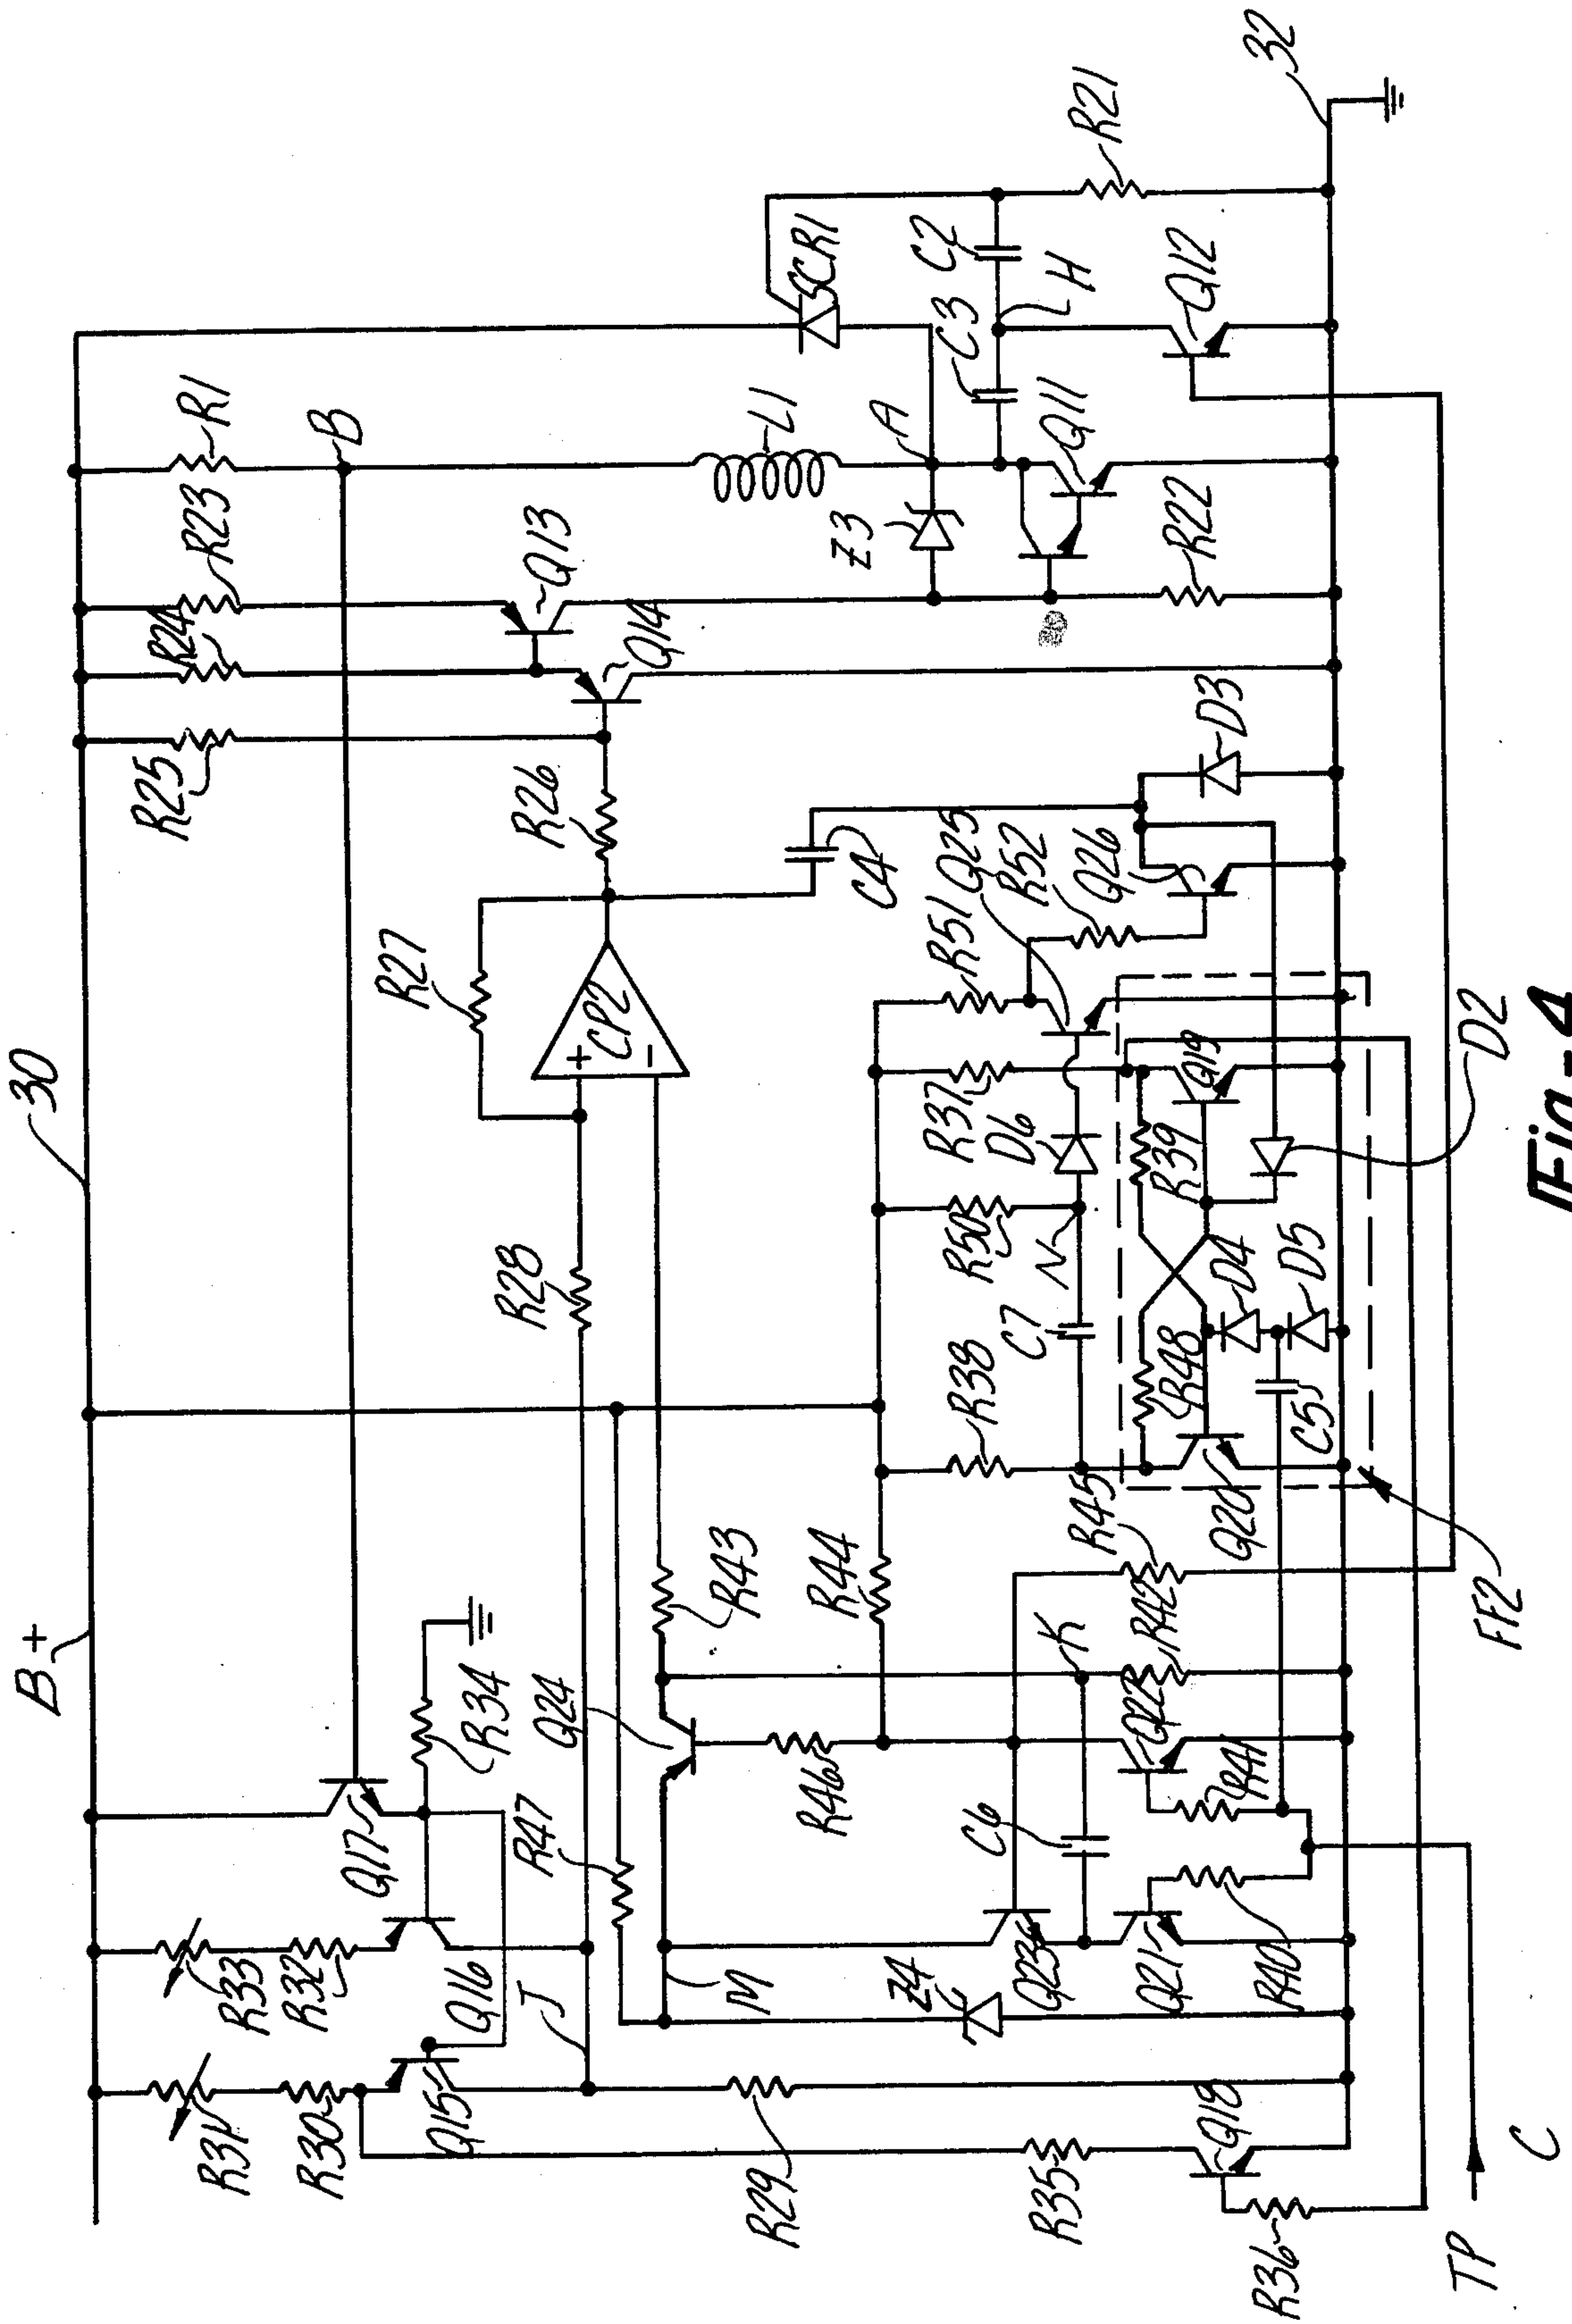 30
B+
32
R1
R23
R24
R25
B
R33
R32
R31
R30
Q17
R34
Q16
Q15
J
R47
Q24
R43
R28
R27
CP2
+
−
R26
Q14
Q13
L1
SCR1
Z3
A
C3
C2
H
R21
Q11
Q12
R22
R29
M
Z4
R46
R44
C6
K
R45
R42
Q23
Q22
Q21
R41
R40
R38
C7
N
R50
D6
R37
R51
Q25
R52
Q26
C4
D3
R48
R39
Q19
Q20
D4
D5
C5
D2
FF2
R35
Q18
R36
TP
C
Fig-4